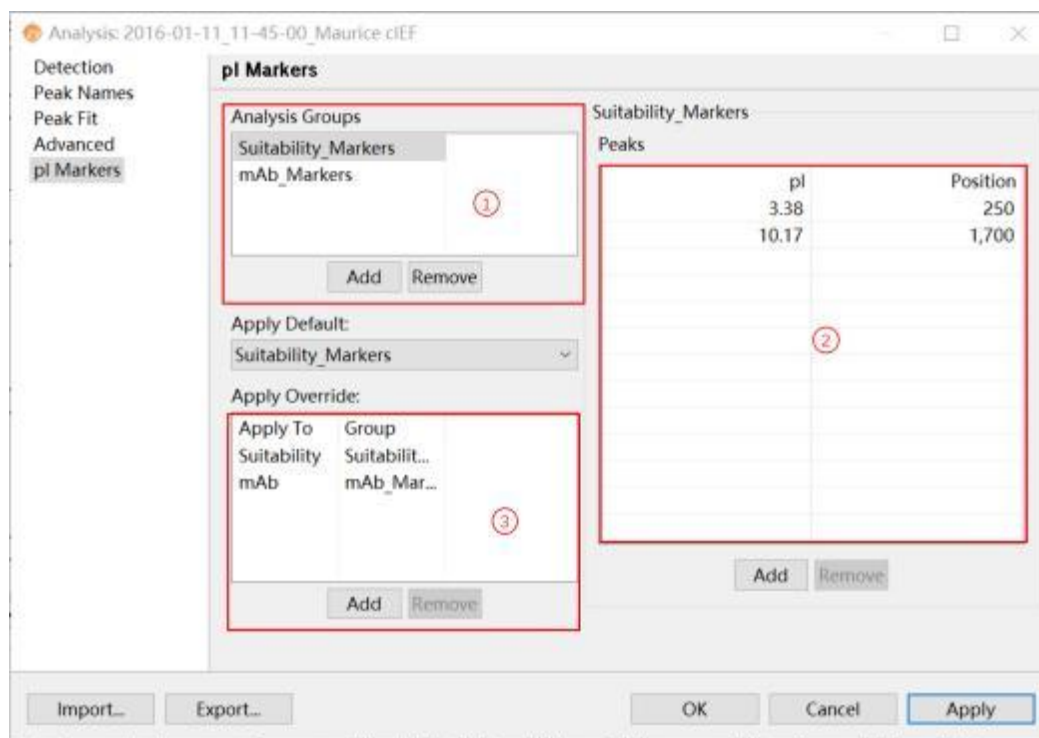 Analysis: 2016-01-11_11-45-00_Maurice cIEF
Detection
Peak Names
Peak Fit
Advanced
pI Markers
pI Markers
Analysis Groups
Suitability_Markers
mAb_Markers
①
Add Remove
Apply Default:
Suitability_Markers
Apply Override:
Apply To Group
Suitability Suitabilit...
mAb mAb_Mar...
③
Add Remove
Suitability_Markers
Peaks
pI Position
3.38 250
10.17 1,700
②
Add Remove
Import... Export... OK Cancel Apply